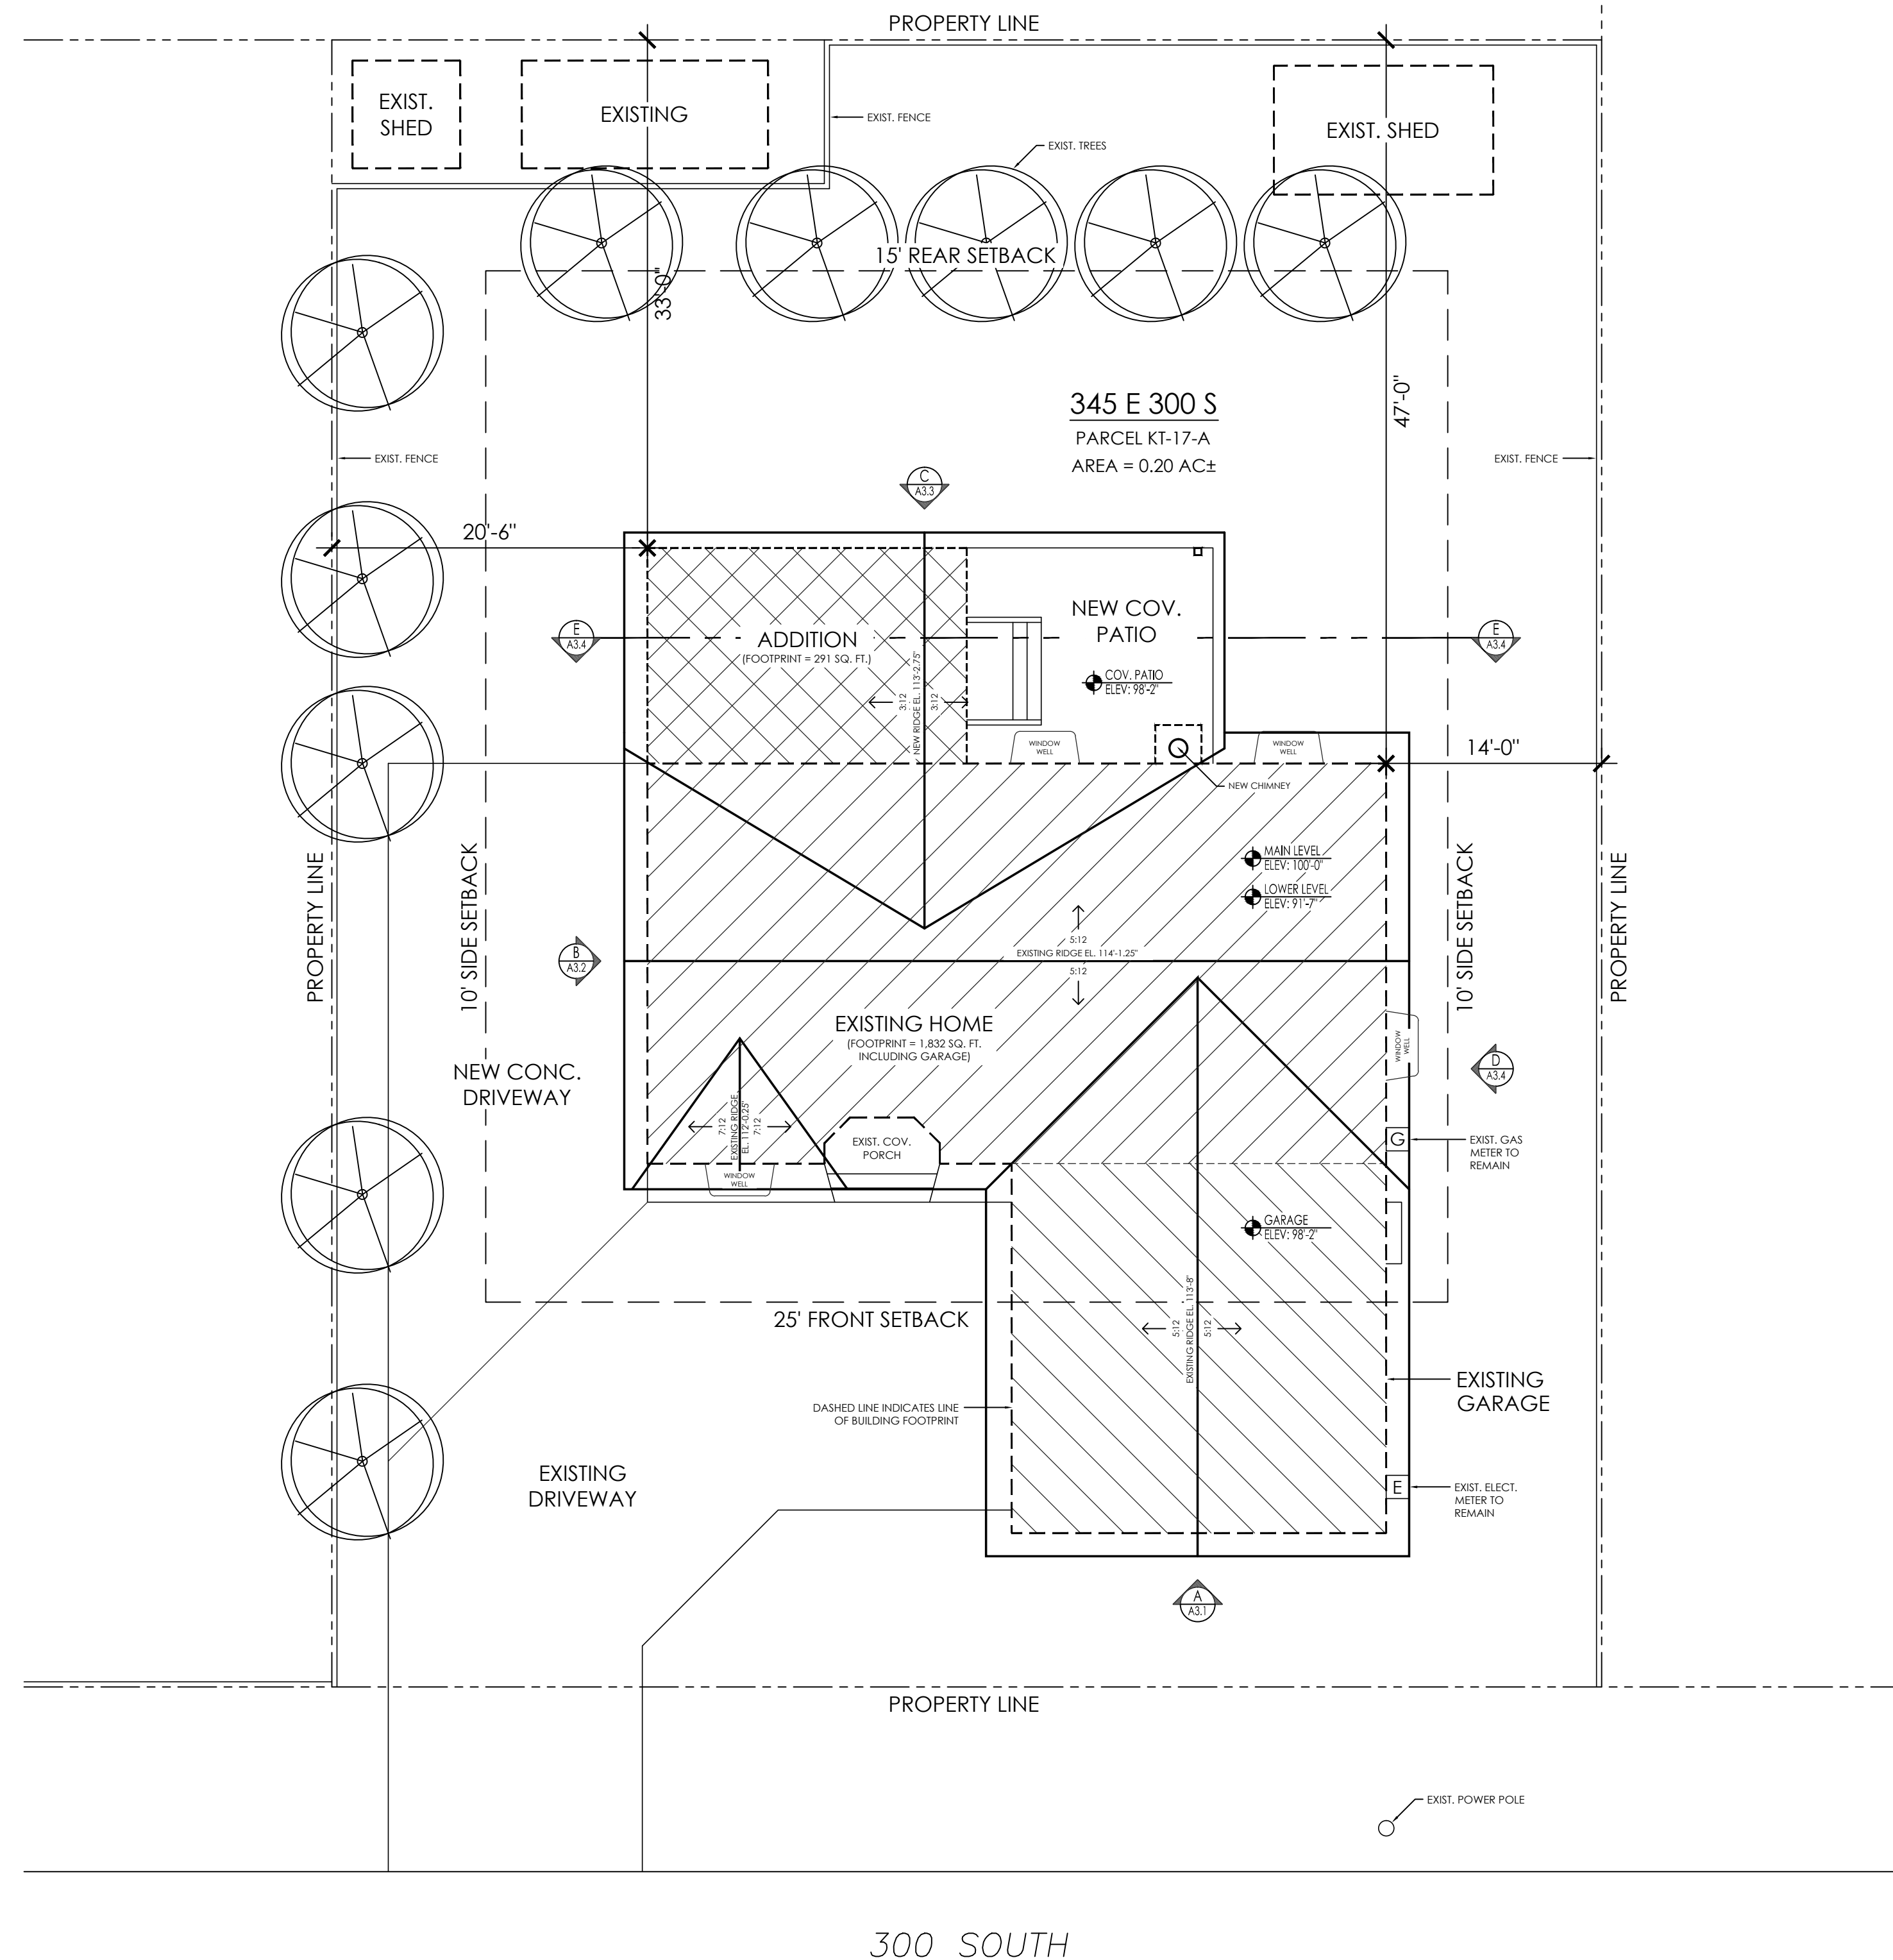 PROPERTY LINE
EXIST.
SHED
EXISTING
EXIST. FENCE
EXIST. SHED
EXIST. TREES
15' REAR SETBACK
33'-0"
47'-0"
345 E 300 S
PARCEL KT-17-A
AREA = 0.20 AC±
EXIST. FENCE
EXIST. FENCE
C
A3.3
20'-6"
NEW COV.
PATIO
E
A3.4
ADDITION
(FOOTPRINT = 291 SQ. FT.)
E
A3.4
COV. PATIO
ELEV: 98'-2"
3:12
NEW RIDGE EL. 113'-2.75"
3:12
WINDOW
WELL
WINDOW
WELL
14'-0"
NEW CHIMNEY
PROPERTY LINE
10' SIDE SETBACK
MAIN LEVEL
ELEV: 100'-0"
LOWER LEVEL
ELEV: 91'-7"
10' SIDE SETBACK
PROPERTY LINE
B
A3.2
5:12
EXISTING RIDGE EL. 114'-1.25"
5:12
EXISTING HOME
(FOOTPRINT = 1,832 SQ. FT.
INCLUDING GARAGE)
WINDOW
WELL
D
A3.4
NEW CONC.
DRIVEWAY
7:12
EXISTING RIDGE
EL. 112'-0.25"
7:12
EXIST. COV.
PORCH
G
EXIST. GAS
METER TO
REMAIN
WINDOW
WELL
GARAGE
ELEV: 98'-2"
25' FRONT SETBACK
5:12
EXISTING RIDGE EL. 113'-8"
5:12
EXISTING
GARAGE
DASHED LINE INDICATES LINE
OF BUILDING FOOTPRINT
EXISTING
DRIVEWAY
E
EXIST. ELECT.
METER TO
REMAIN
A
A3.1
PROPERTY LINE
EXIST. POWER POLE
300 SOUTH